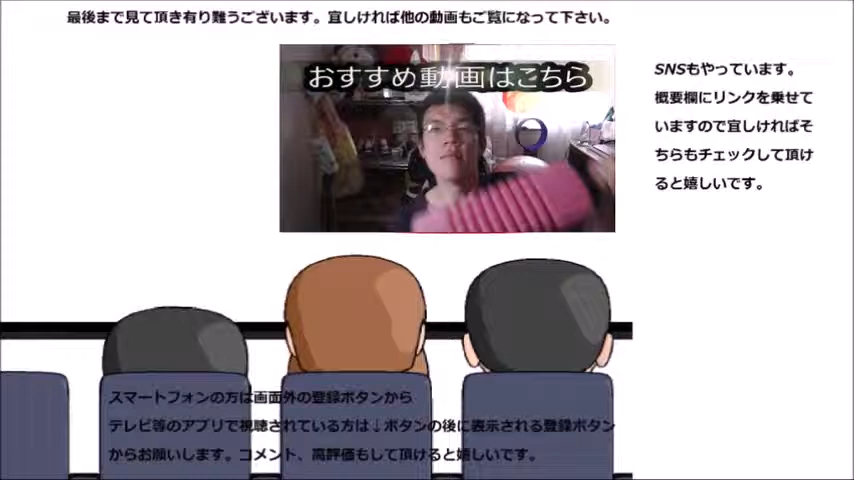 最後まで見て頂き有り難うございます。宜しければ他の動画もご覧になって下さい。
おすすめ動画はこちら
SNSもやっています。
概要欄にリンクを乗せて
いますので宜しければそ
ちらもチェックして頂け
ると嬉しいです。
スマートフォンの方は画面外の登録ボタンから
テレビ等のアプリで視聴されている方は↓ボタンの後に表示される登録ボタン
からお願いします。コメント、高評価もして頂けると嬉しいです。